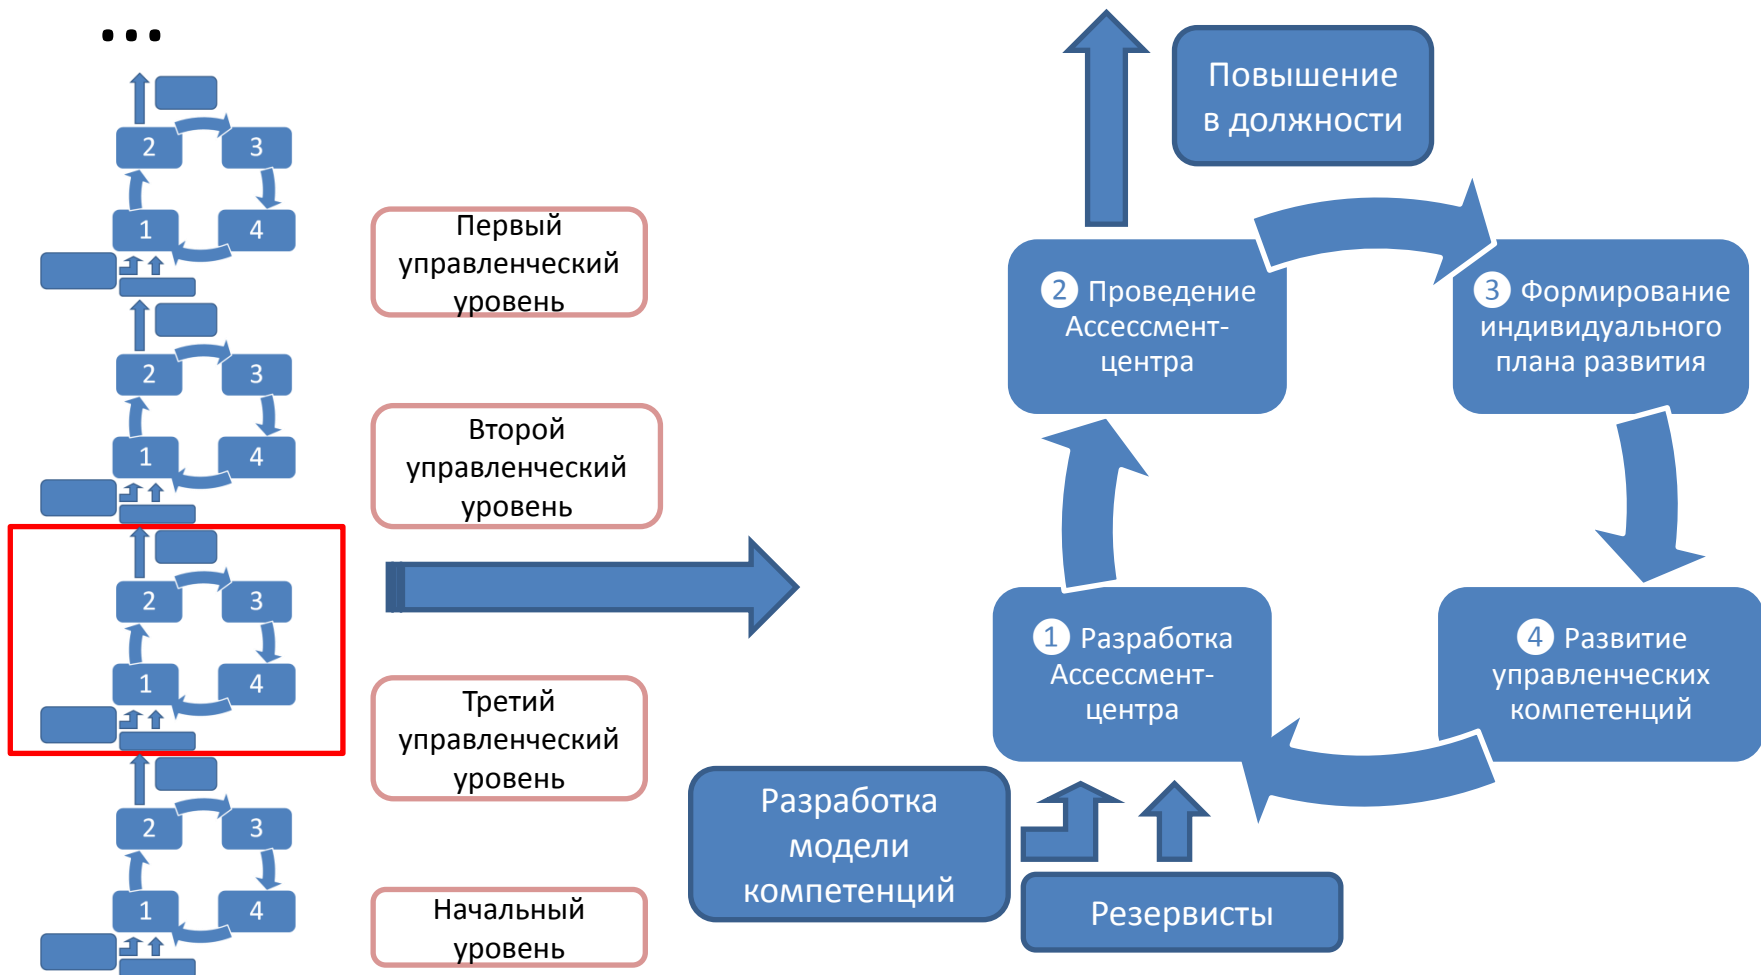 ...
2
3
1
4
2
3
1
4
2
3
1
4
2
3
1
4
Первый
управленческий
уровень
Второй
управленческий
уровень
Третий
управленческий
уровень
Начальный
уровень
Повышение
в должности
2 Проведение
Ассессмент-
центра
3 Формирование
индивидуального
плана развития
1 Разработка
Ассессмент-
центра
4 Развитие
управленческих
компетенций
Разработка
модели
компетенций
Резервисты